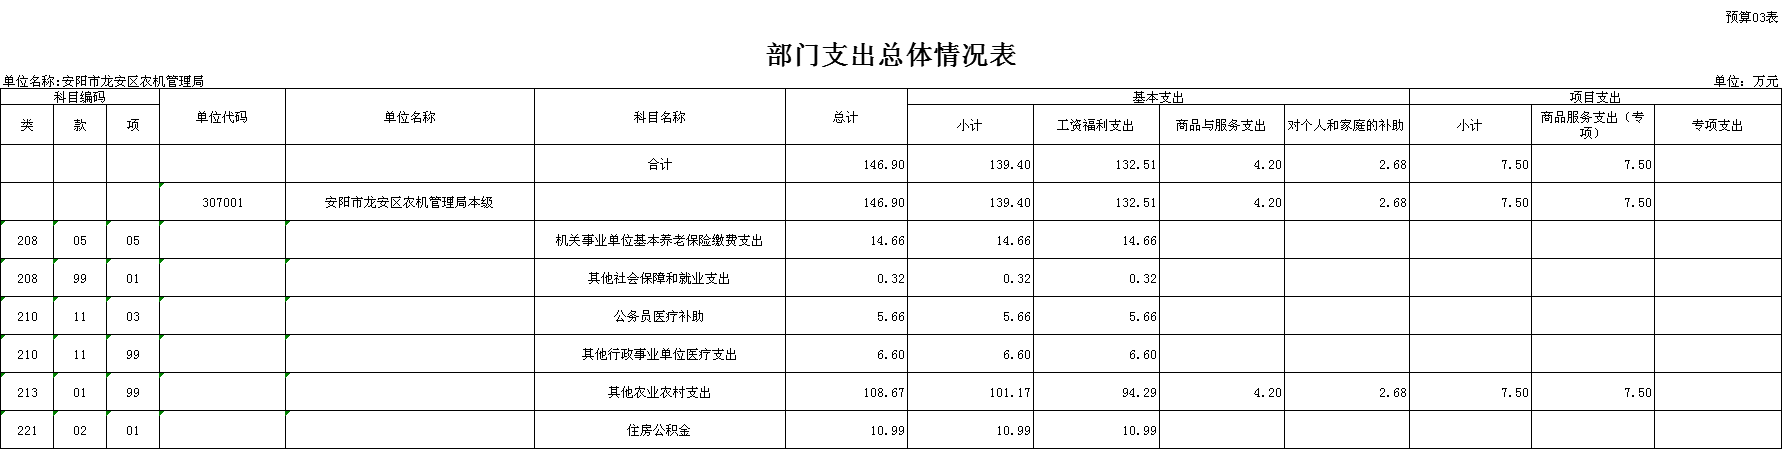 预算03表
部门支出总体情况表
单位名称:安阳市龙安区农机管理局 单位：万元
科目编码 单位代码 单位名称 科目名称 总计 基本支出 项目支出
类 款 项 小计 工资福利支出 商品与服务支出 对个人和家庭的补助 小计 商品服务支出（专项） 专项支出
合计 146.90 139.40 132.51 4.20 2.68 7.50 7.50
307001 安阳市龙安区农机管理局本级 146.90 139.40 132.51 4.20 2.68 7.50 7.50
208 05 05 机关事业单位基本养老保险缴费支出 14.66 14.66 14.66
208 99 01 其他社会保障和就业支出 0.32 0.32 0.32
210 11 03 公务员医疗补助 5.66 5.66 5.66
210 11 99 其他行政事业单位医疗支出 6.60 6.60 6.60
213 01 99 其他农业农村支出 108.67 101.17 94.29 4.20 2.68 7.50 7.50
221 02 01 住房公积金 10.99 10.99 10.99